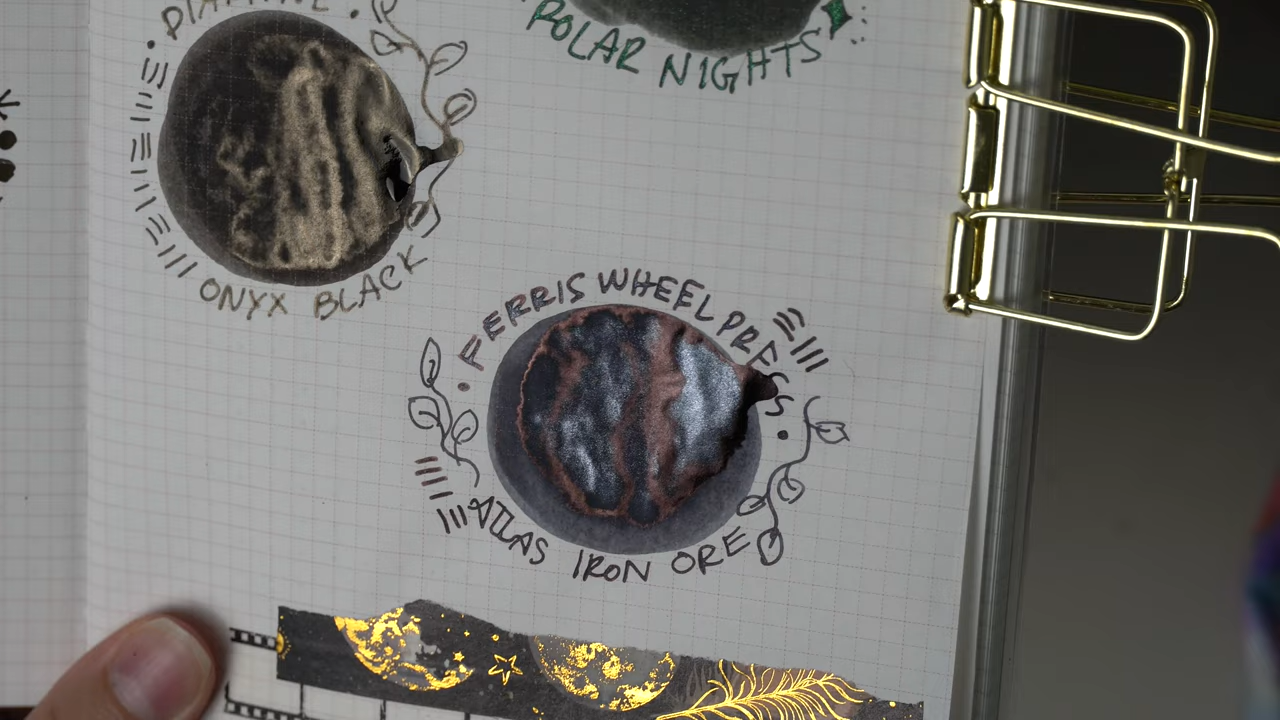 POLAR NIGHTS
ONYX BLACK
FERRIS WHEEL PRESS
ATLAS IRON ORE